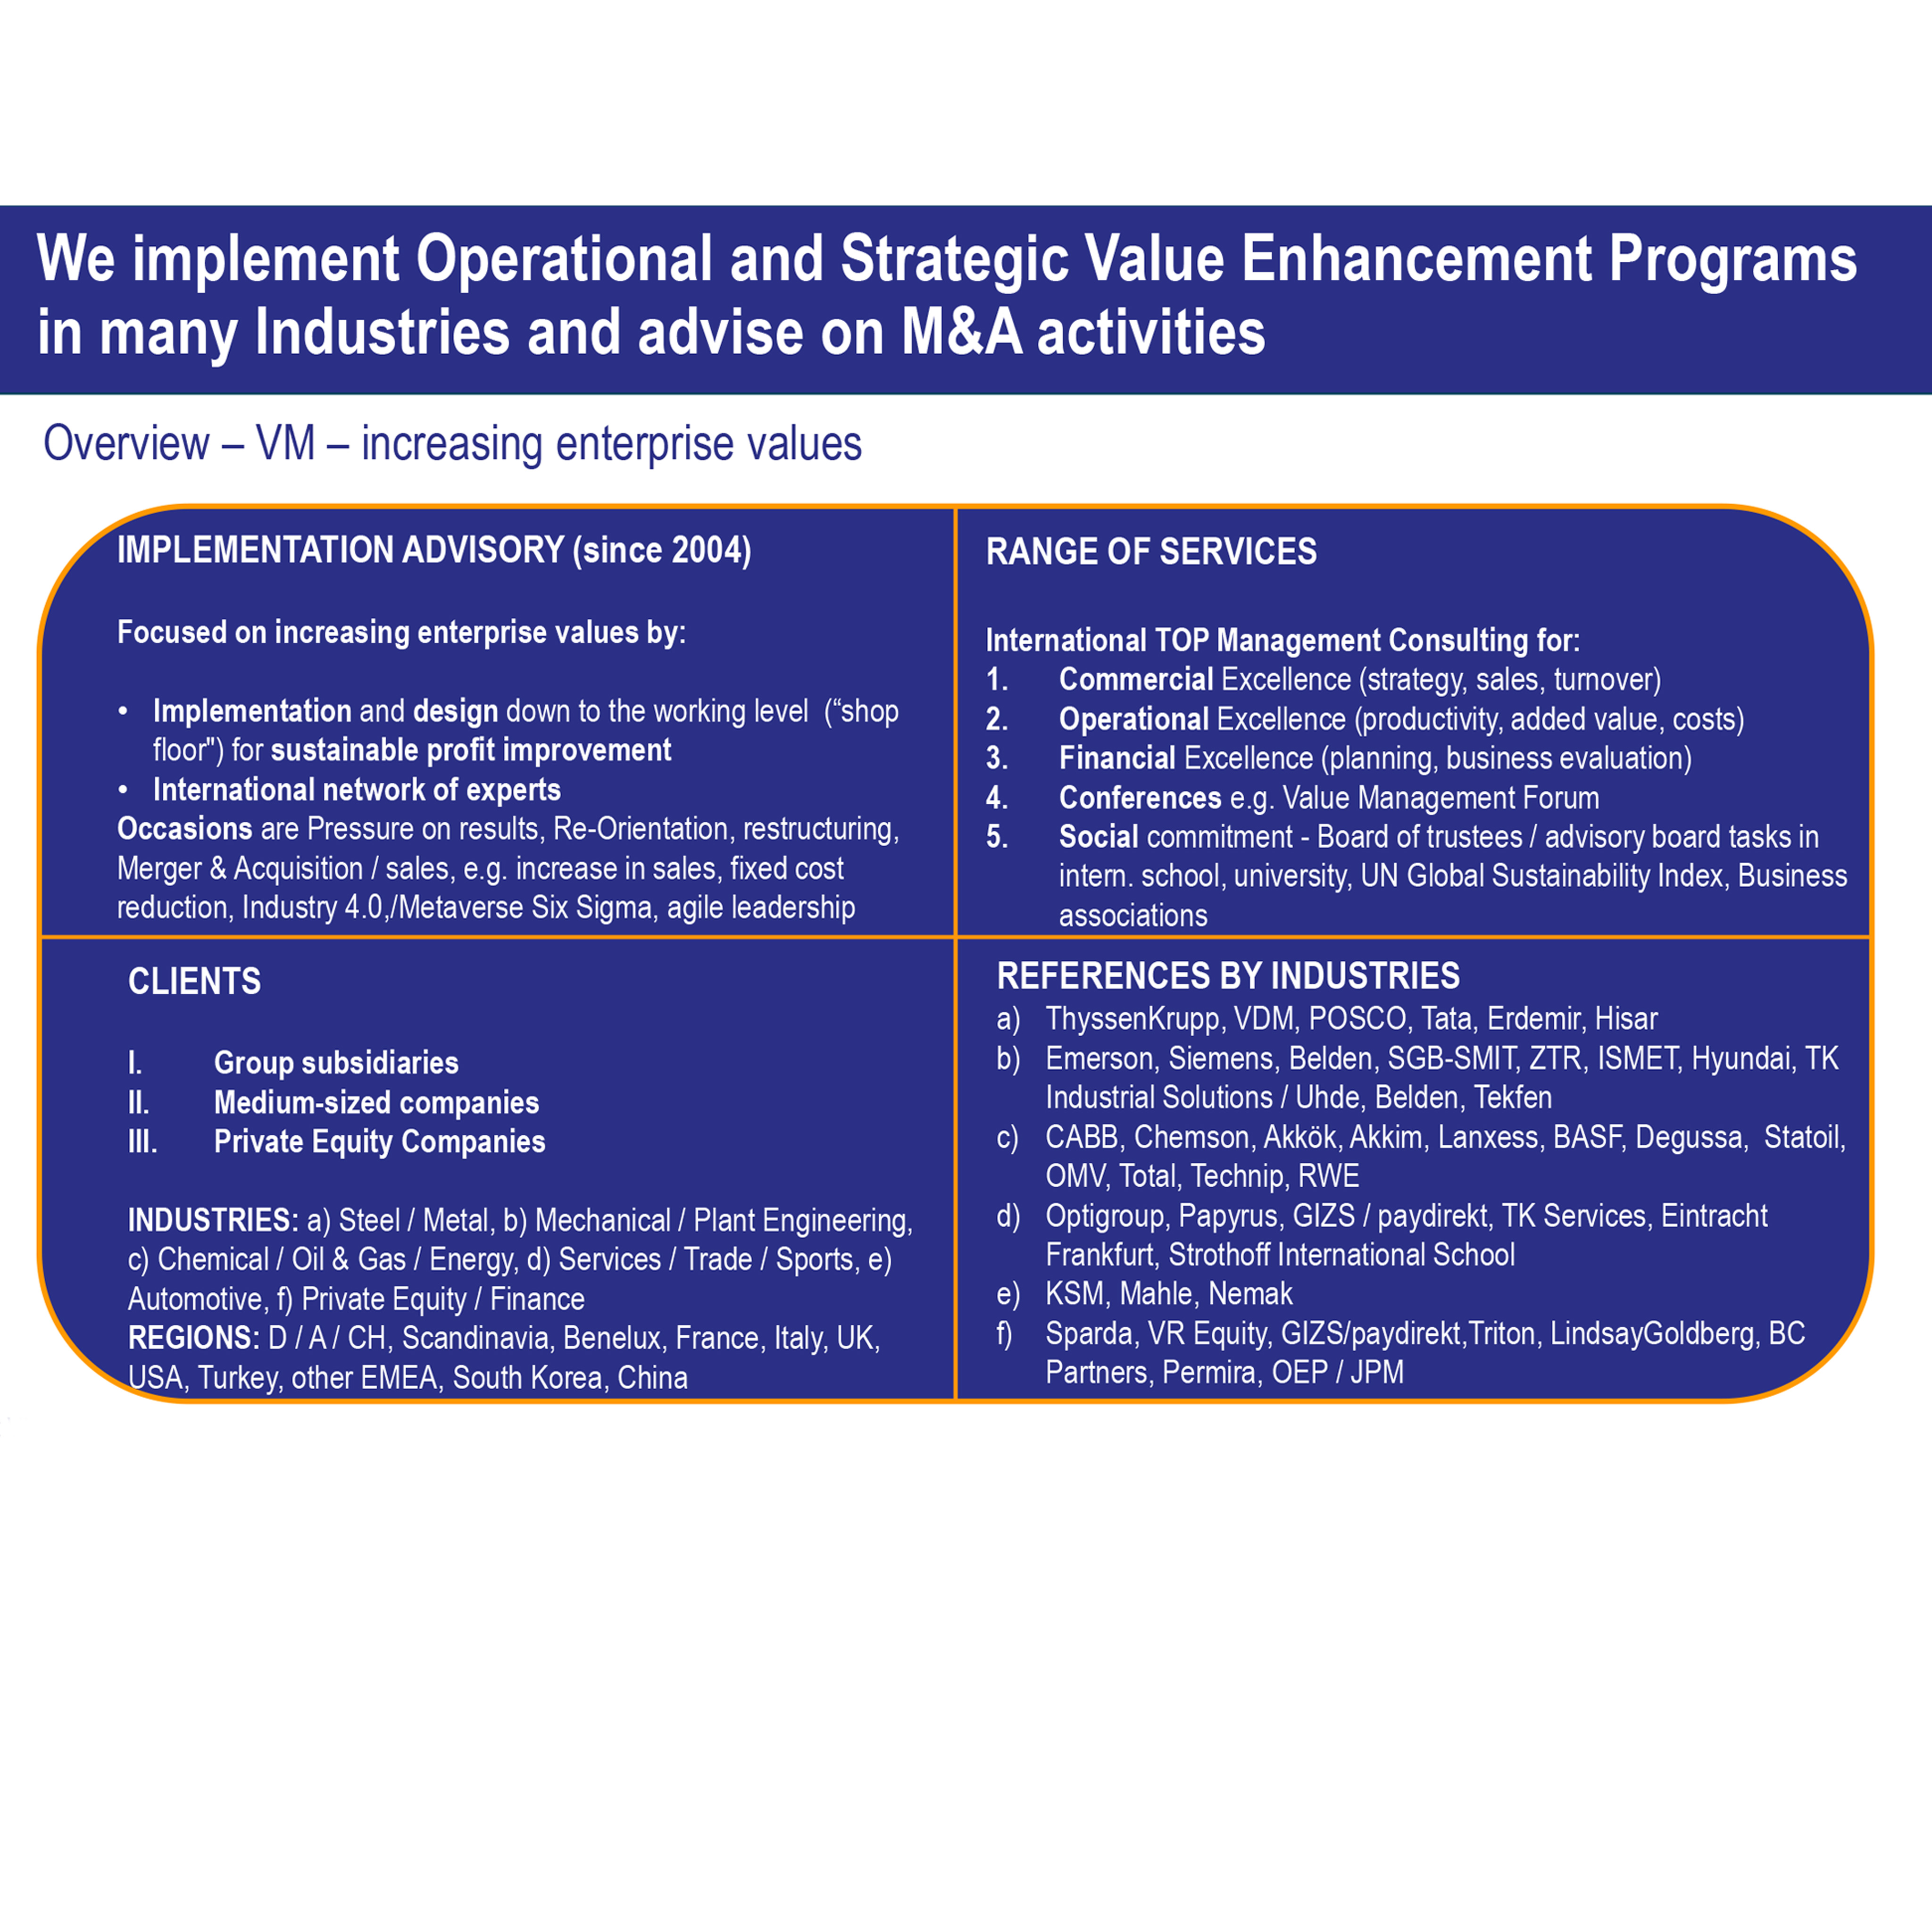 We implement Operational and Strategic Value Enhancement Programs
in many Industries and advise on M&A activities
Overview – VM – increasing enterprise values
IMPLEMENTATION ADVISORY (since 2004)
Focused on increasing enterprise values by:
• Implementation and design down to the working level (“shop
floor") for sustainable profit improvement
• International network of experts
Occasions are Pressure on results, Re-Orientation, restructuring,
Merger & Acquisition / sales, e.g. increase in sales, fixed cost
reduction, Industry 4.0,/Metaverse Six Sigma, agile leadership
RANGE OF SERVICES
International TOP Management Consulting for:
1. Commercial Excellence (strategy, sales, turnover)
2. Operational Excellence (productivity, added value, costs)
3. Financial Excellence (planning, business evaluation)
4. Conferences e.g. Value Management Forum
5. Social commitment - Board of trustees / advisory board tasks in
intern. school, university, UN Global Sustainability Index, Business
associations
CLIENTS
I. Group subsidiaries
II. Medium-sized companies
III. Private Equity Companies
INDUSTRIES: a) Steel / Metal, b) Mechanical / Plant Engineering,
c) Chemical / Oil & Gas / Energy, d) Services / Trade / Sports, e)
Automotive, f) Private Equity / Finance
REGIONS: D / A / CH, Scandinavia, Benelux, France, Italy, UK,
USA, Turkey, other EMEA, South Korea, China
REFERENCES BY INDUSTRIES
a) ThyssenKrupp, VDM, POSCO, Tata, Erdemir, Hisar
b) Emerson, Siemens, Belden, SGB-SMIT, ZTR, ISMET, Hyundai, TK
Industrial Solutions / Uhde, Belden, Tekfen
c) CABB, Chemson, Akkök, Akkim, Lanxess, BASF, Degussa, Statoil,
OMV, Total, Technip, RWE
d) Optigroup, Papyrus, GIZS / paydirekt, TK Services, Eintracht
Frankfurt, Strothoff International School
e) KSM, Mahle, Nemak
f) Sparda, VR Equity, GIZS/paydirekt,Triton, LindsayGoldberg, BC
Partners, Permira, OEP / JPM